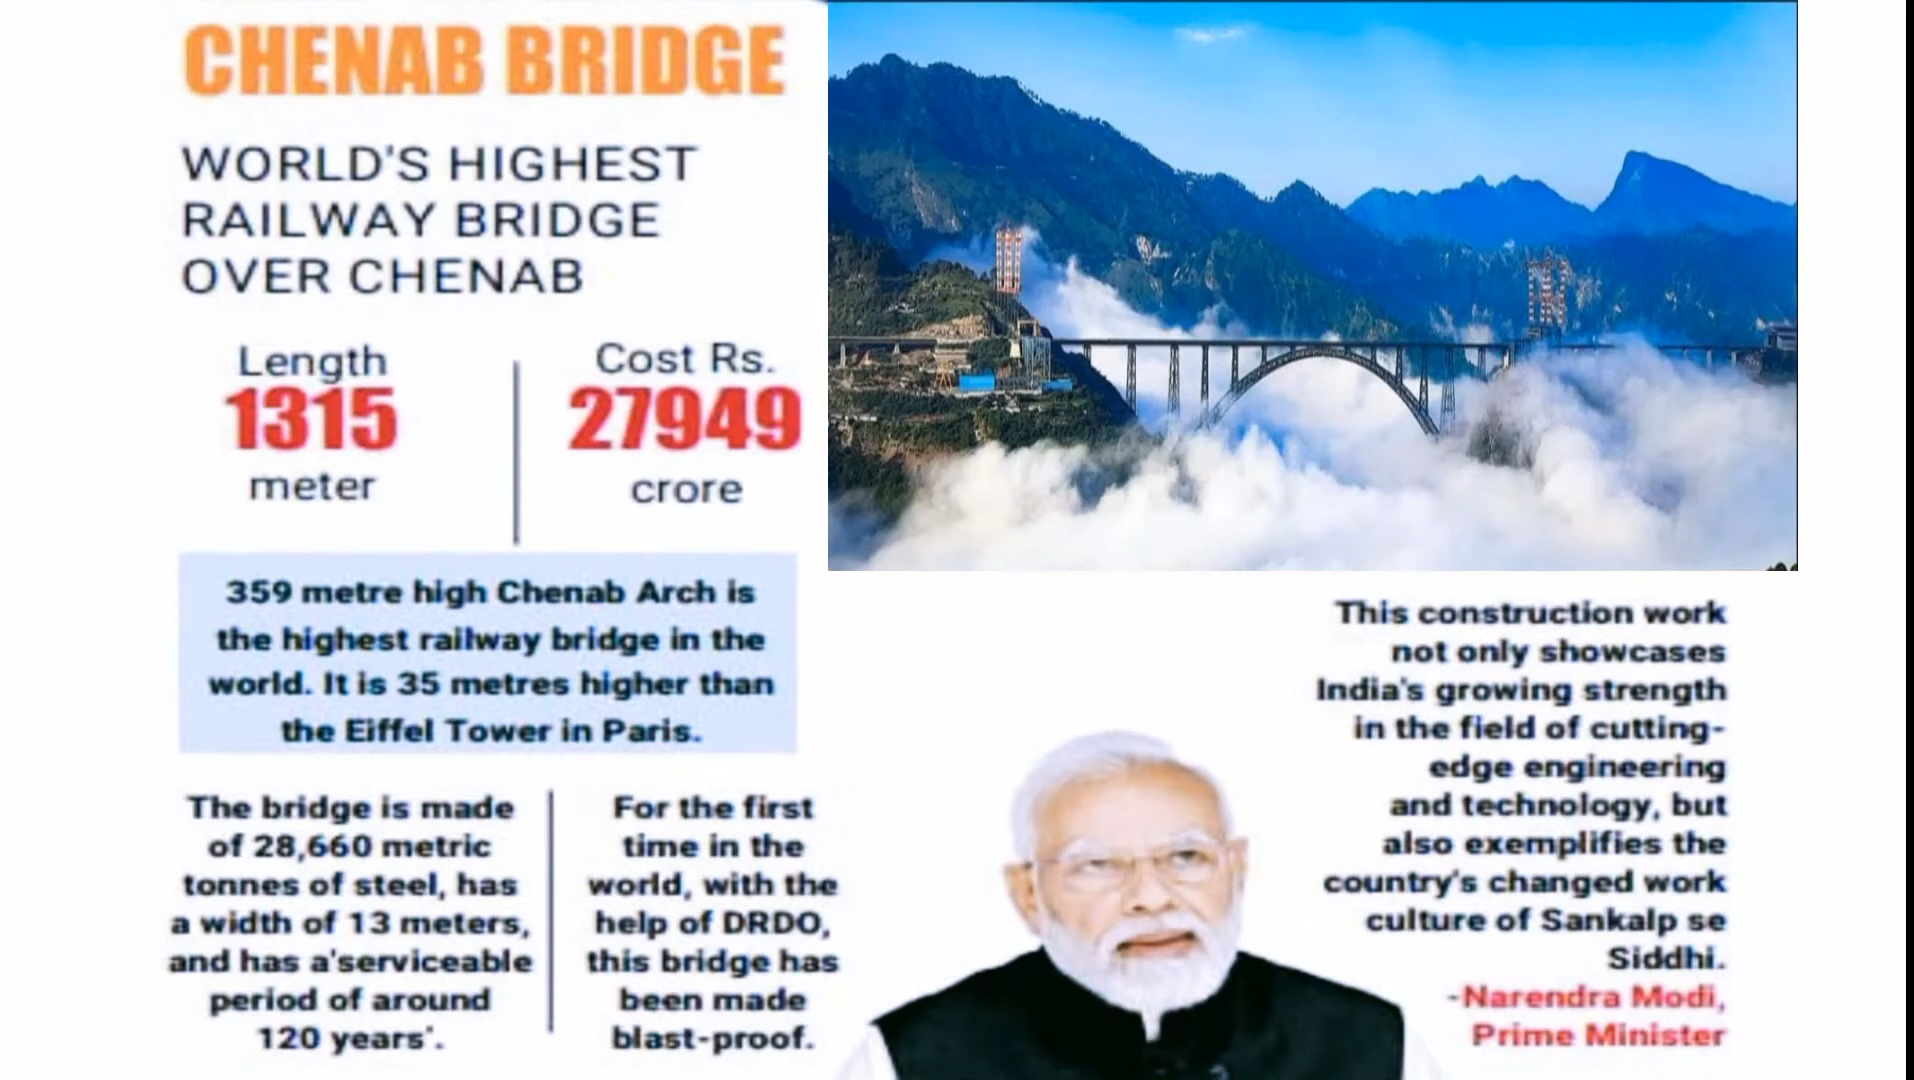 CHENAB BRIDGE
WORLD'S HIGHEST
RAILWAY BRIDGE
OVER CHENAB
Length
1315
meter
Cost Rs.
27949
crore
359 metre high Chenab Arch is
the highest railway bridge in the
world. It is 35 metres higher than
the Eiffel Tower in Paris.
The bridge is made
of 28,660 metric
tonnes of steel, has
a width of 13 meters,
and has a'serviceable
period of around
120 years'.
For the first
time in the
world, with the
help of DRDO,
this bridge has
been made
blast-proof.
This construction work
not only showcases
India's growing strength
in the field of cutting-
edge engineering
and technology, but
also exemplifies the
country's changed work
culture of Sankalp se
Siddhi.
-Narendra Modi,
Prime Minister